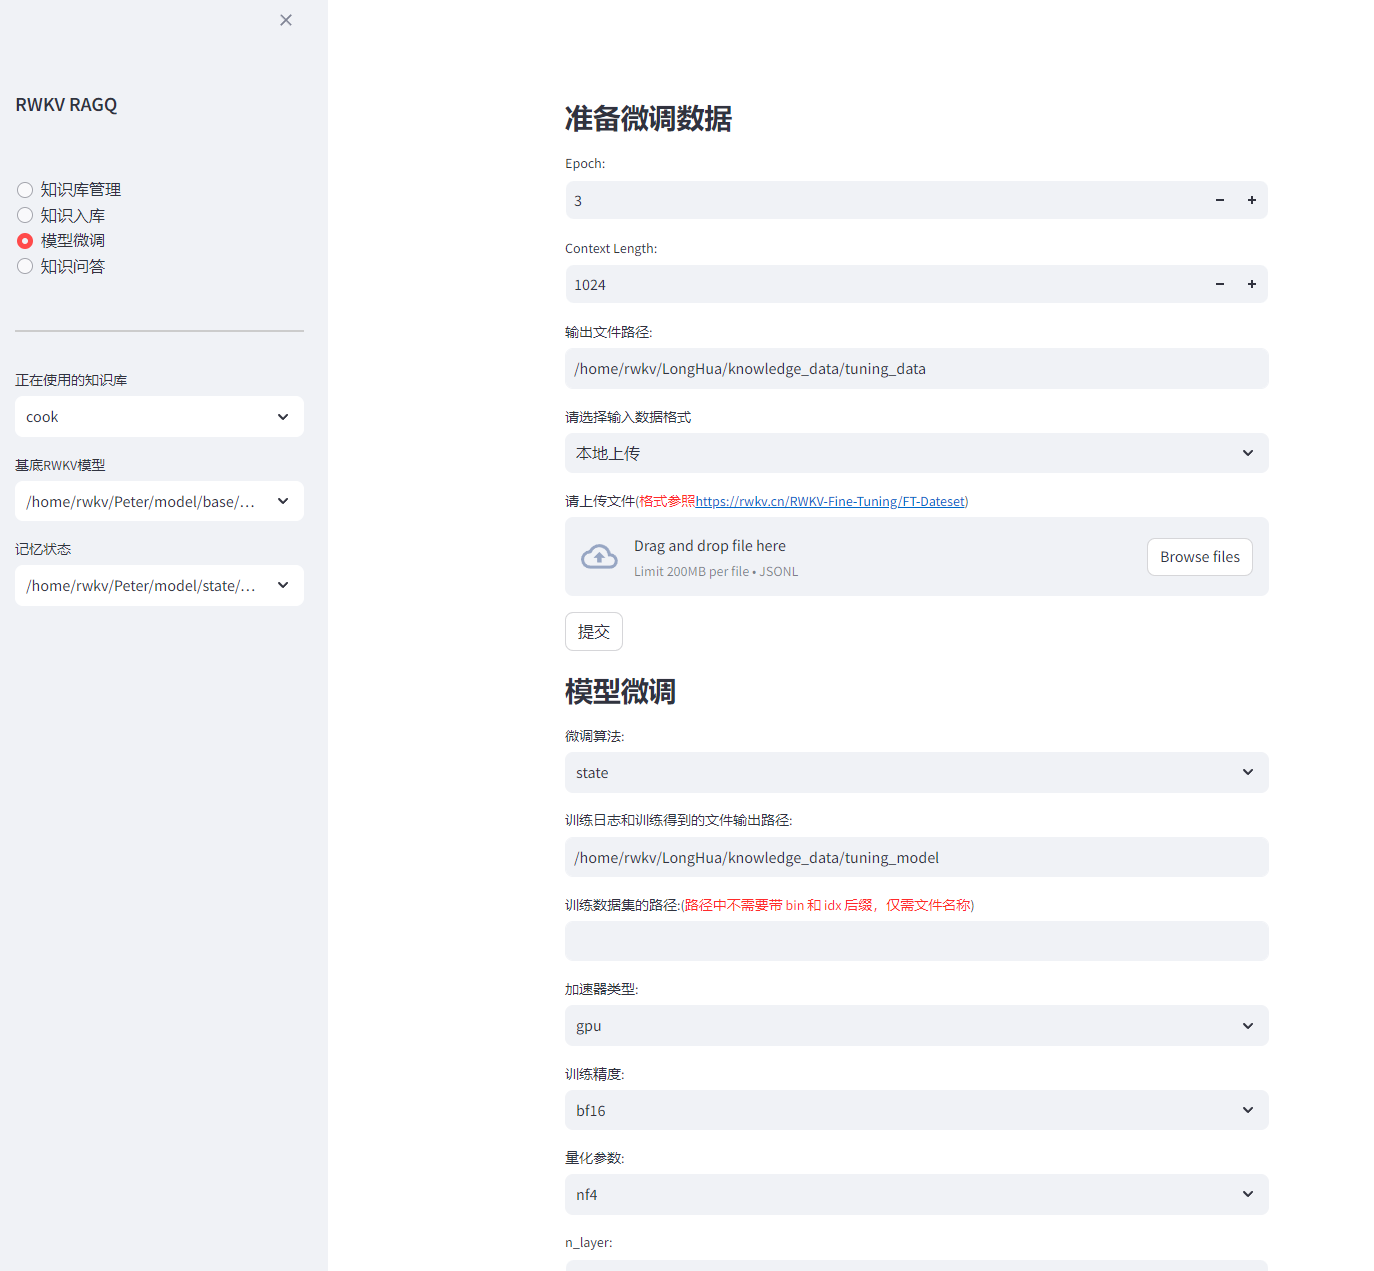 RWKV RAGQ
知识库管理
知识入库
模型微调
知识问答
正在使用的知识库
cook
基底RWKV模型
/home/rwkv/Peter/model/base/...
记忆状态
/home/rwkv/Peter/model/state/...
准备微调数据
Epoch:
3
Context Length:
1024
输出文件路径:
/home/rwkv/LongHua/knowledge_data/tuning_data
请选择输入数据格式
本地上传
请上传文件(格式参照https://rwkv.cn/RWKV-Fine-Tuning/FT-Dateset)
Drag and drop file here
Limit 200MB per file • JSONL
Browse files
提交
模型微调
微调算法:
state
训练日志和训练得到的文件输出路径:
/home/rwkv/LongHua/knowledge_data/tuning_model
训练数据集的路径:(路径中不需要带 bin 和 idx 后缀，仅需文件名称)
加速器类型:
gpu
训练精度:
bf16
量化参数:
nf4
n_layer: